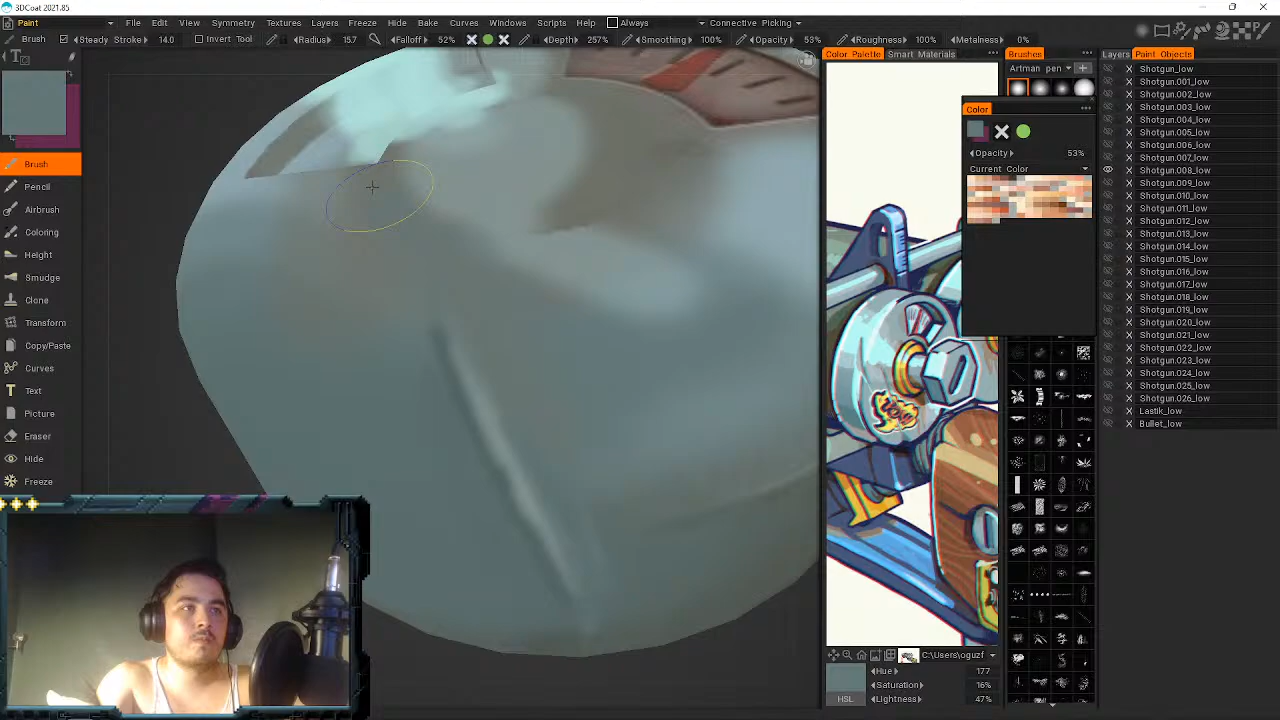 3DCoat 2021.85
Paint File Edit View Symmetry Textures Layers Freeze Hide Bake Curves Windows Scripts Help Always Connective Picking
Brush Steady Stroke 14.0 Invert Tool Radius 157 Falloff 52% Depth 257% Smoothing 100% Opacity 53% Roughness 100% Metalness 0%
Color Palette Smart Materials Brushes Layers Paint Objects
Artman pen
Brush
Pencil
Airbrush
Coloring
Height
Smudge
Clone
Transform
Copy/Paste
Curves
Text
Picture
Eraser
Hide
Freeze
Color
Opacity 53%
Current Color
Shotgun_low
Shotgun.001_low
Shotgun.002_low
Shotgun.003_low
Shotgun.004_low
Shotgun.005_low
Shotgun.006_low
Shotgun.007_low
Shotgun.008_low
Shotgun.009_low
Shotgun.010_low
Shotgun.011_low
Shotgun.012_low
Shotgun.013_low
Shotgun.014_low
Shotgun.015_low
Shotgun.016_low
Shotgun.017_low
Shotgun.018_low
Shotgun.019_low
Shotgun.020_low
Shotgun.021_low
Shotgun.022_low
Shotgun.023_low
Shotgun.024_low
Shotgun.025_low
Shotgun.026_low
Lastik_low
Bullet_low
C:\Users\oguzf
Hue 177
Saturation 16%
HSL Lightness 47%